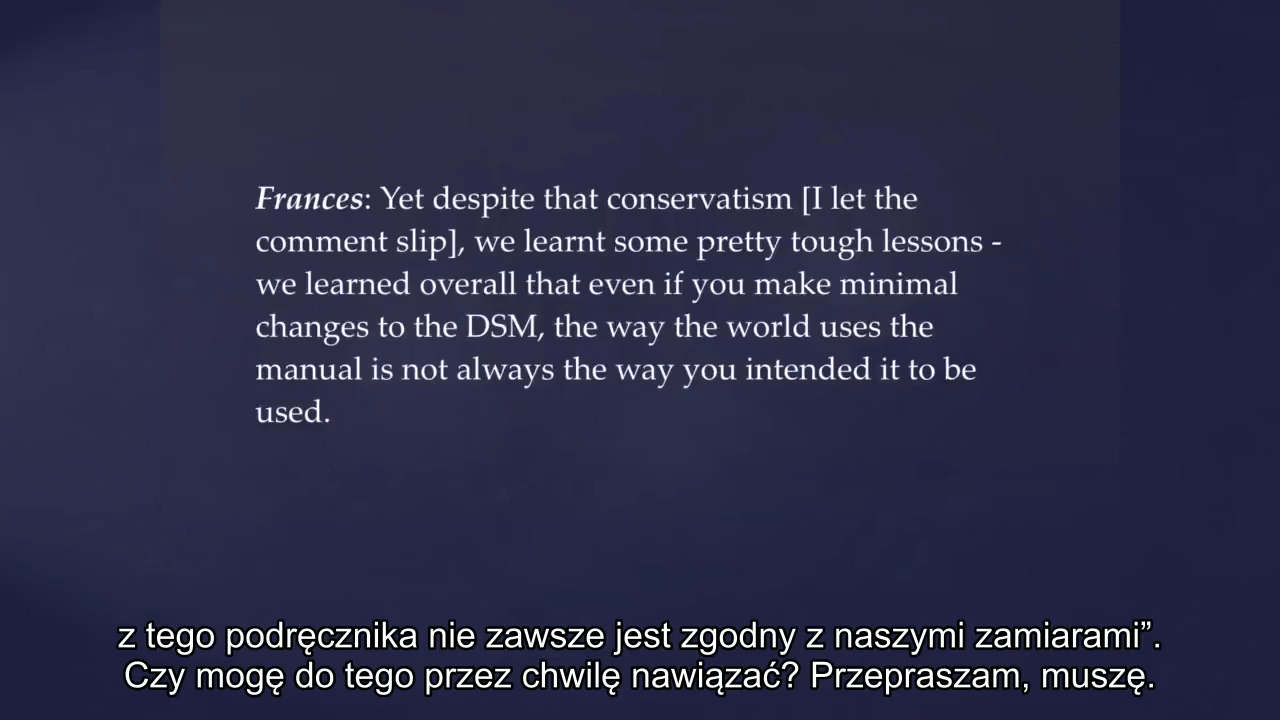 Frances: Yet despite that conservatism [I let the
comment slip], we learnt some pretty tough lessons -
we learned overall that even if you make minimal
changes to the DSM, the way the world uses the
manual is not always the way you intended it to be
used.
z tego podręcznika nie zawsze jest zgodny z naszymi zamiarami”.
Czy mogę do tego przez chwilę nawiązać? Przepraszam, muszę.